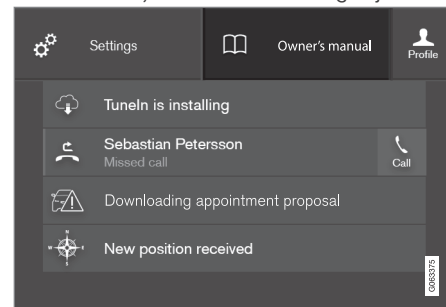 Settings
Owner's manual
Profile
TuneIn is installing
Sebastian Petersson
Missed call
Call
Downloading appointment proposal
N
W
E
S
New position received
G063375